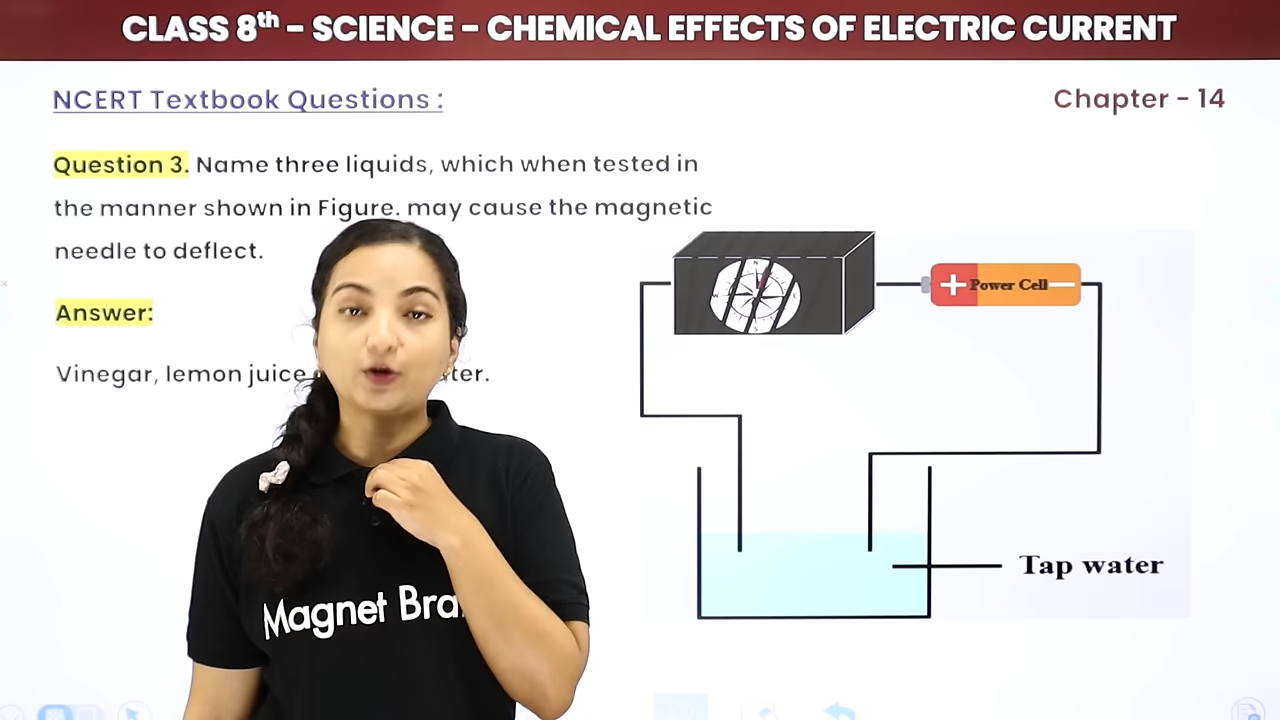 CLASS 8th - SCIENCE - CHEMICAL EFFECTS OF ELECTRIC CURRENT
NCERT Textbook Questions :
Chapter - 14
Question 3. Name three liquids, which when tested in
the manner shown in Figure. may cause the magnetic
needle to deflect.
Answer:
Vinegar, lemon juice
Power Cell
Tap water
Magnet